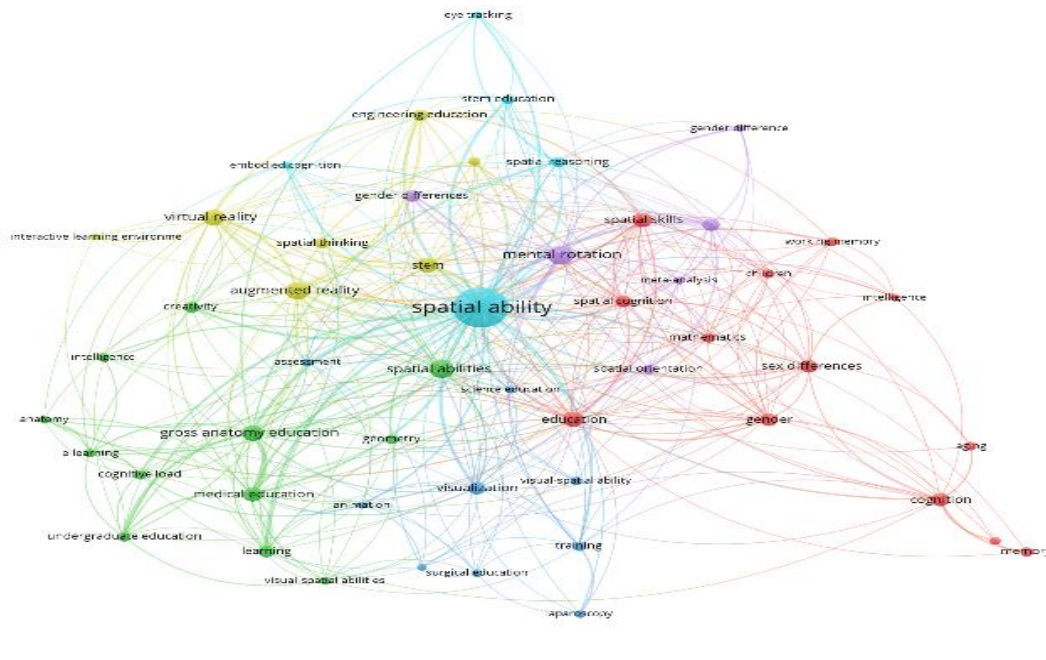 eye tracking
stem education
engineering education
gender difference
embodied cognition
spatial reasoning
gender differences
virtual reality
spatial skills
interactive learning environme
spatial thinking
working memory
mental rotation
stem
children
meta-analysis
augmented reality
intelligence
spatial cognition
creativity
spatial ability
mathematics
intelligence
assessment
spatial abilities
sex differences
spatial orientation
science education
anatomy
education
gender
gross anatomy education
geometry
aging
e learning
cognitive load
visualization
visual-spatial ability
medical education
cognition
animation
undergraduate education
learning
training
memory
surgical education
visual spatial abilities
laparoscopy